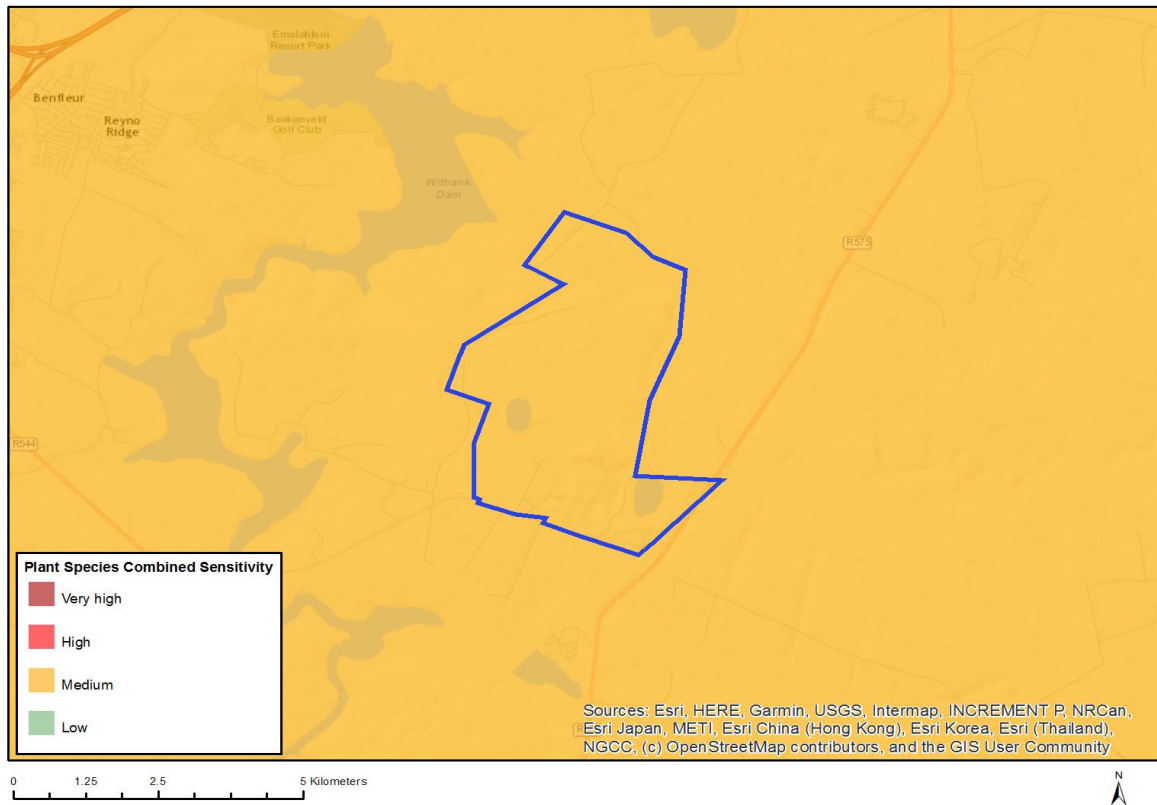 Emalahleni
Resort Park
Benfleur
Reyno
Ridge
Bankenveld
Golf Club
Witbank
Dam
R575
R544
Plant Species Combined Sensitivity
Very high
High
Medium
Low
Sources: Esri, HERE, Garmin, USGS, Intermap, INCREMENT P, NRCan,
Esri Japan, METI, Esri China (Hong Kong), Esri Korea, Esri (Thailand),
NGCC, (c) OpenStreetMap contributors, and the GIS User Community
0 1.25 2.5 5 Kilometers
N